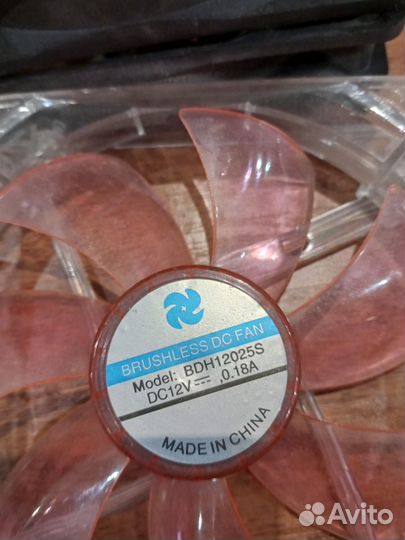 BRUSHLESS DC FAN
Model: BDH12025S
DC12V⎓,0.18A
MADE IN CHINA
Avito